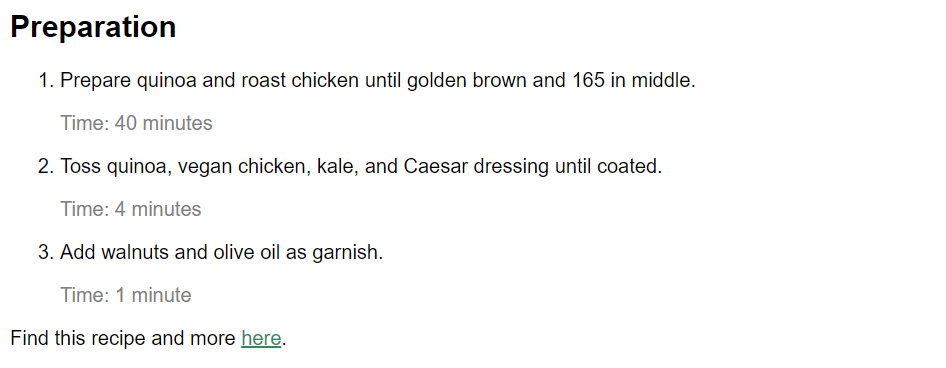 Preparation
1. Prepare quinoa and roast chicken until golden brown and 165 in middle.
Time: 40 minutes
2. Toss quinoa, vegan chicken, kale, and Caesar dressing until coated.
Time: 4 minutes
3. Add walnuts and olive oil as garnish.
Time: 1 minute
Find this recipe and more here.